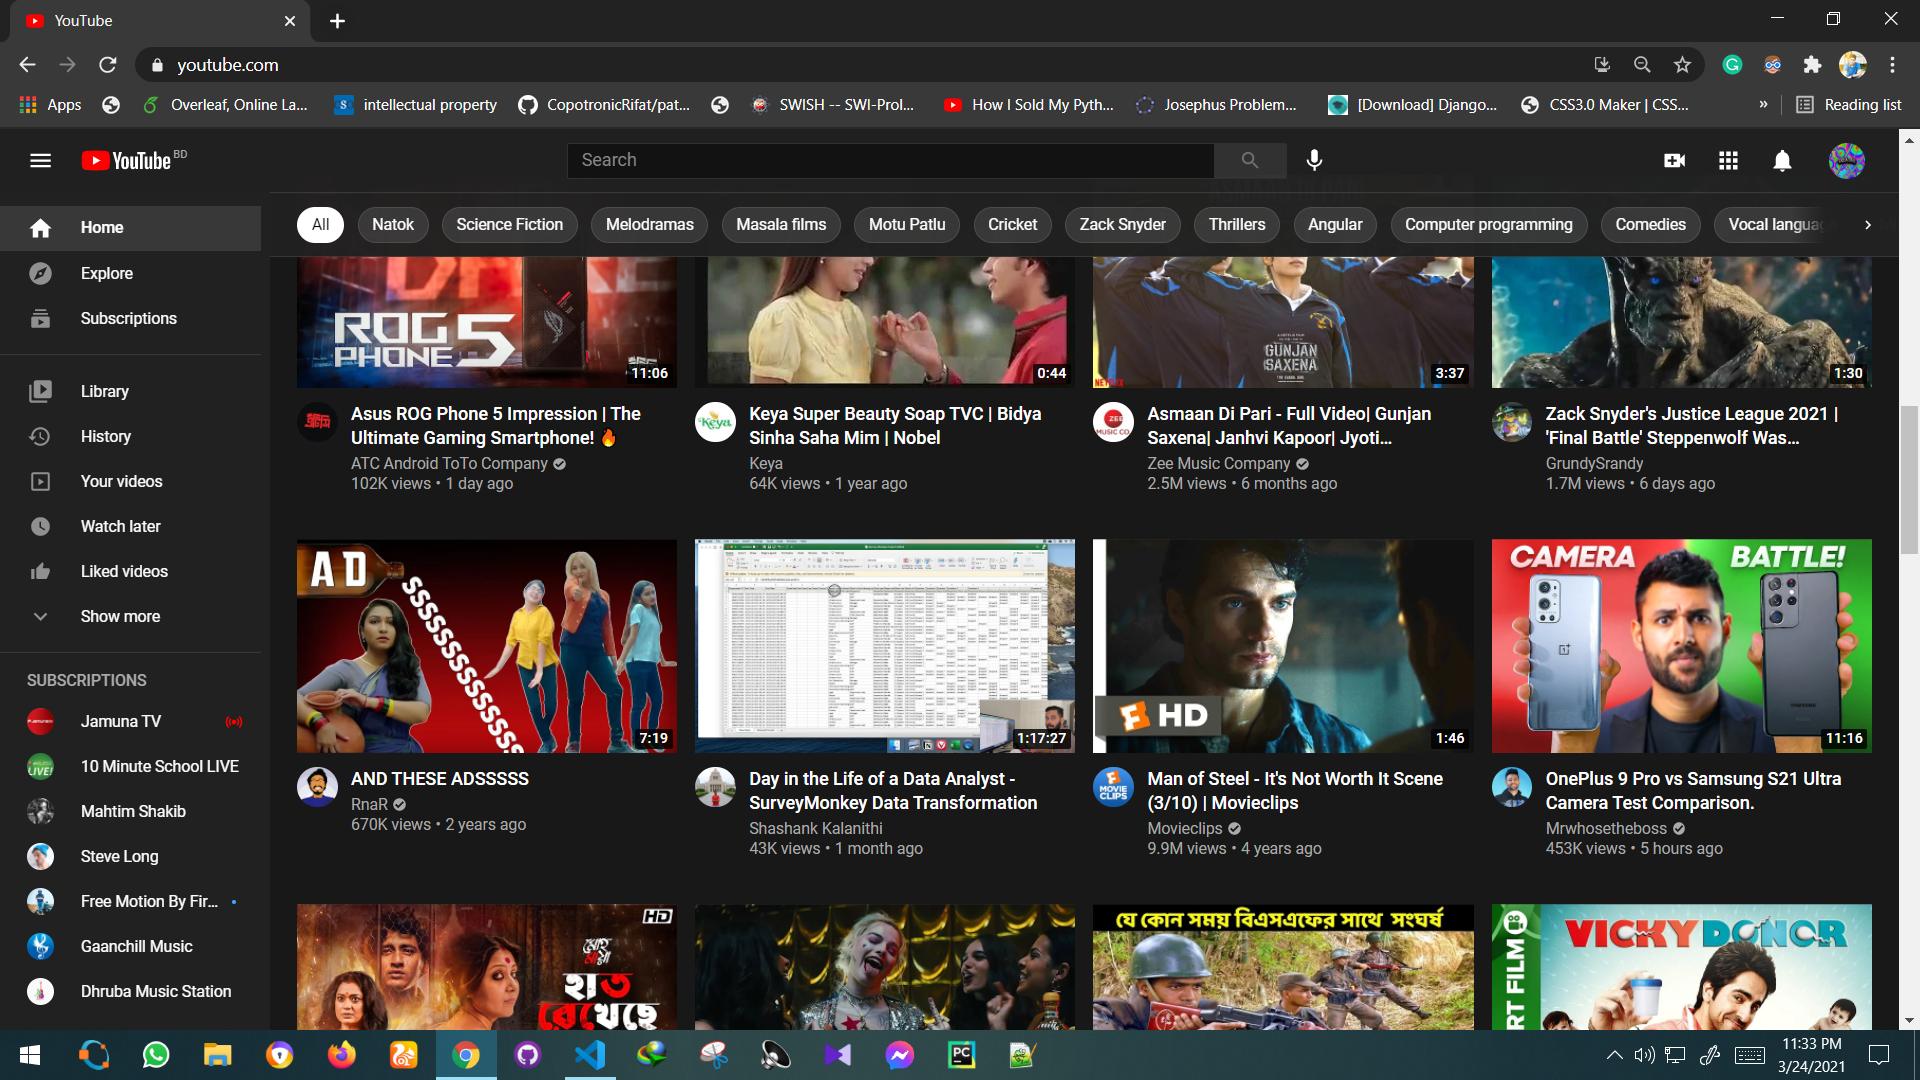 YouTube
youtube.com
Apps
Overleaf, Online La...
intellectual property
CopotronicRifat/pat...
SWISH -- SWI-Prol...
How I Sold My Pyth...
Josephus Problem...
[Download] Django...
CSS3.0 Maker | CSS...
»
Reading list
YouTube BD
Search
Home
Explore
Subscriptions
Library
History
Your videos
Watch later
Liked videos
Show more
SUBSCRIPTIONS
Jamuna TV
10 Minute School LIVE
Mahtim Shakib
Steve Long
Free Motion By Fir...
Gaanchill Music
Dhruba Music Station
All
Natok
Science Fiction
Melodramas
Masala films
Motu Patlu
Cricket
Zack Snyder
Thrillers
Angular
Computer programming
Comedies
Vocal langua
ROG
PHONE 5
11:06
Asus ROG Phone 5 Impression | The
Ultimate Gaming Smartphone! 🔥
ATC Android ToTo Company
102K views • 1 day ago
0:44
Keya
Keya Super Beauty Soap TVC | Bidya
Sinha Saha Mim | Nobel
Keya
64K views • 1 year ago
GUNJAN
SAXENA
NETFLIX
3:37
ZEE
MUSIC CO.
Asmaan Di Pari - Full Video| Gunjan
Saxena| Janhvi Kapoor| Jyoti...
Zee Music Company
2.5M views • 6 months ago
1:30
Zack Snyder's Justice League 2021 |
'Final Battle' Steppenwolf Was...
GrundySrandy
1.7M views • 6 days ago
AD
SSSSSSSSSSSSSSS
7:19
AND THESE ADSSSSS
RnaR
670K views • 2 years ago
1:17:27
Day in the Life of a Data Analyst -
SurveyMonkey Data Transformation
Shashank Kalanithi
43K views • 1 month ago
HD
1:46
MOVIE
CLIPS
Man of Steel - It's Not Worth It Scene
(3/10) | Movieclips
Movieclips
9.9M views • 4 years ago
CAMERA BATTLE!
SAMSUNG
11:16
OnePlus 9 Pro vs Samsung S21 Ultra
Camera Test Comparison.
Mrwhosetheboss
453K views • 5 hours ago
HD
হাত
রেখেছে
যে কোন সময় বিএসএফের সাথে সংঘর্ষ
RT FILM
VICKY DONOR
PC
11:33 PM
3/24/2021